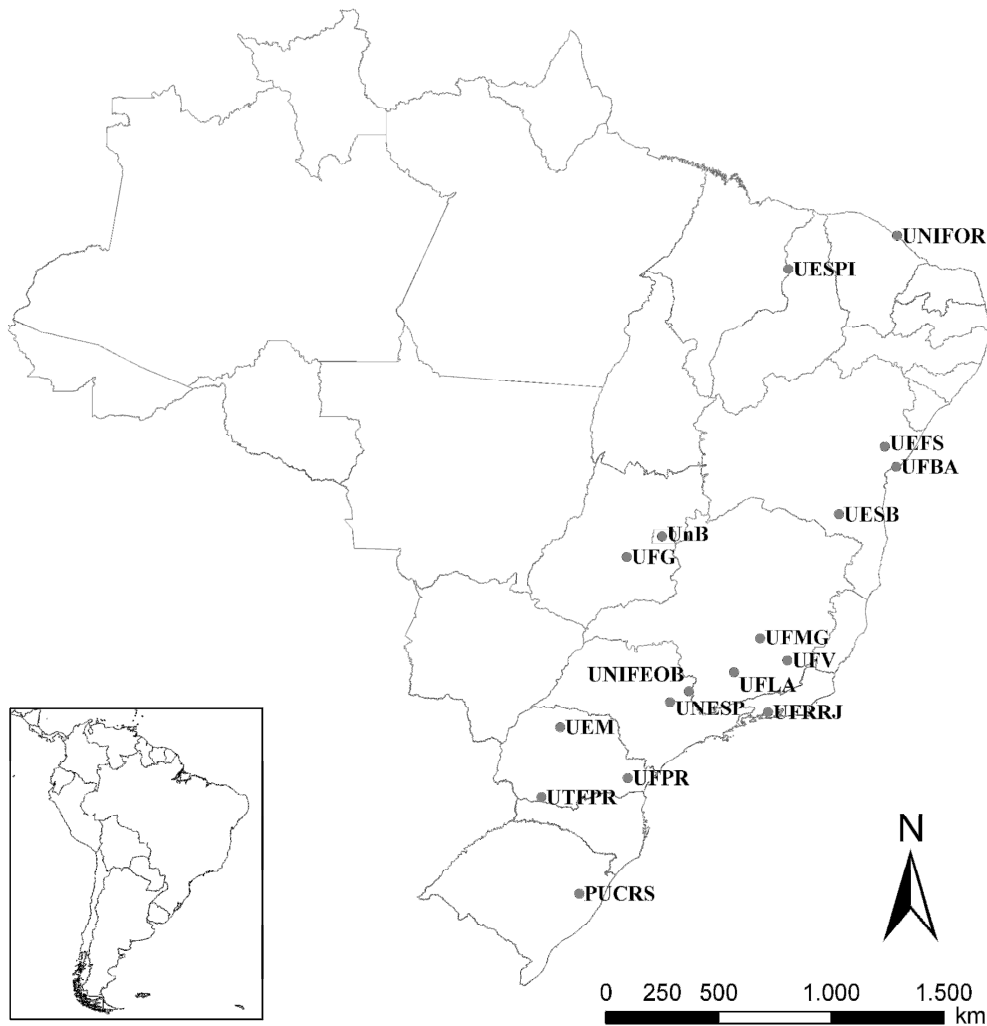 UNIFOR
UESPI
UEFS
UFBA
UESB
UnB
UFG
UFMG
UFV
UNIFEOB
UFLA
UNESP
UFRRJ
UEM
UFPR
UTFPR
N
PUCRS
0 250 500 1.000 1.500
km